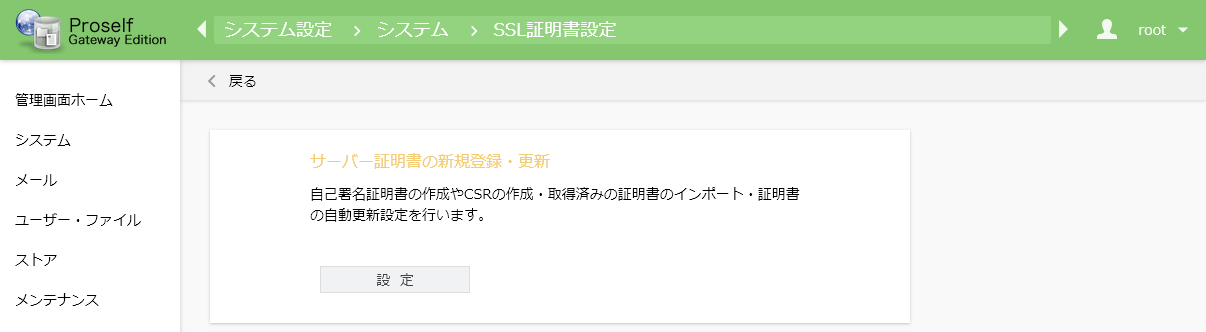 Proself
Gateway Edition
システム設定 > システム > SSL証明書設定
root
戻る
管理画面ホーム
システム
メール
ユーザー・ファイル
ストア
メンテナンス
サーバー証明書の新規登録・更新
自己署名証明書の作成やCSRの作成・取得済みの証明書のインポート・証明書
の自動更新設定を行います。
設 定